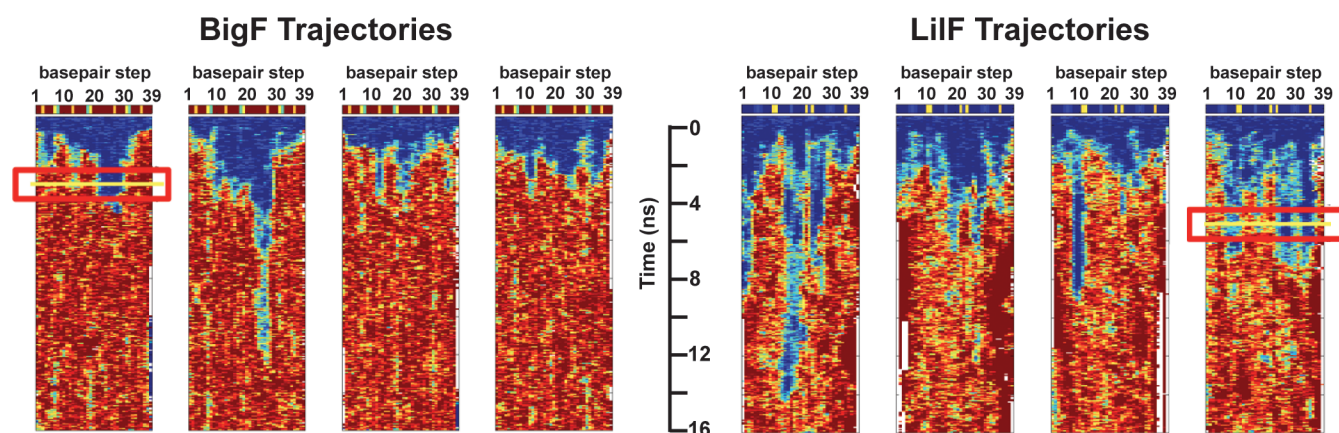 BigF Trajectories
LilF Trajectories
basepair step basepair step basepair step basepair step basepair step basepair step basepair step basepair step
1 10 20 30 39 1 10 20 30 39 1 10 20 30 39 1 10 20 30 39 1 10 20 30 39 1 10 20 30 39 1 10 20 30 39 1 10 20 30 39
Time (ns)
0
4
8
12
16